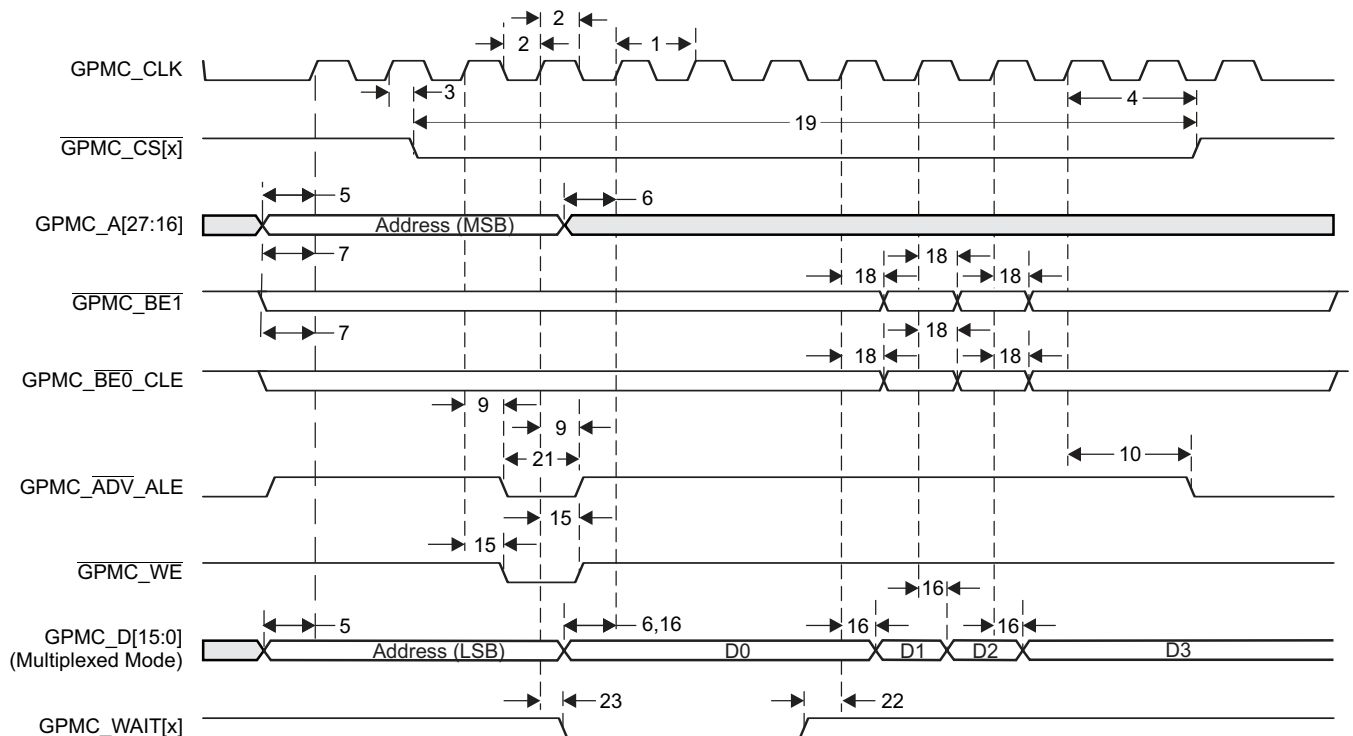 2
2
1
GPMC_CLK
3
4
19
GPMC_CS[x]
5
6
GPMC_A[27:16]
Address (MSB)
7
18
18
18
GPMC_BE1
7
18
18
18
GPMC_BE0_CLE
9
9
21
10
GPMC_ADV_ALE
15
15
GPMC_WE
16
5
6,16
16
16
GPMC_D[15:0]
(Multiplexed Mode)
Address (LSB)
D0
D1
D2
D3
23
22
GPMC_WAIT[x]